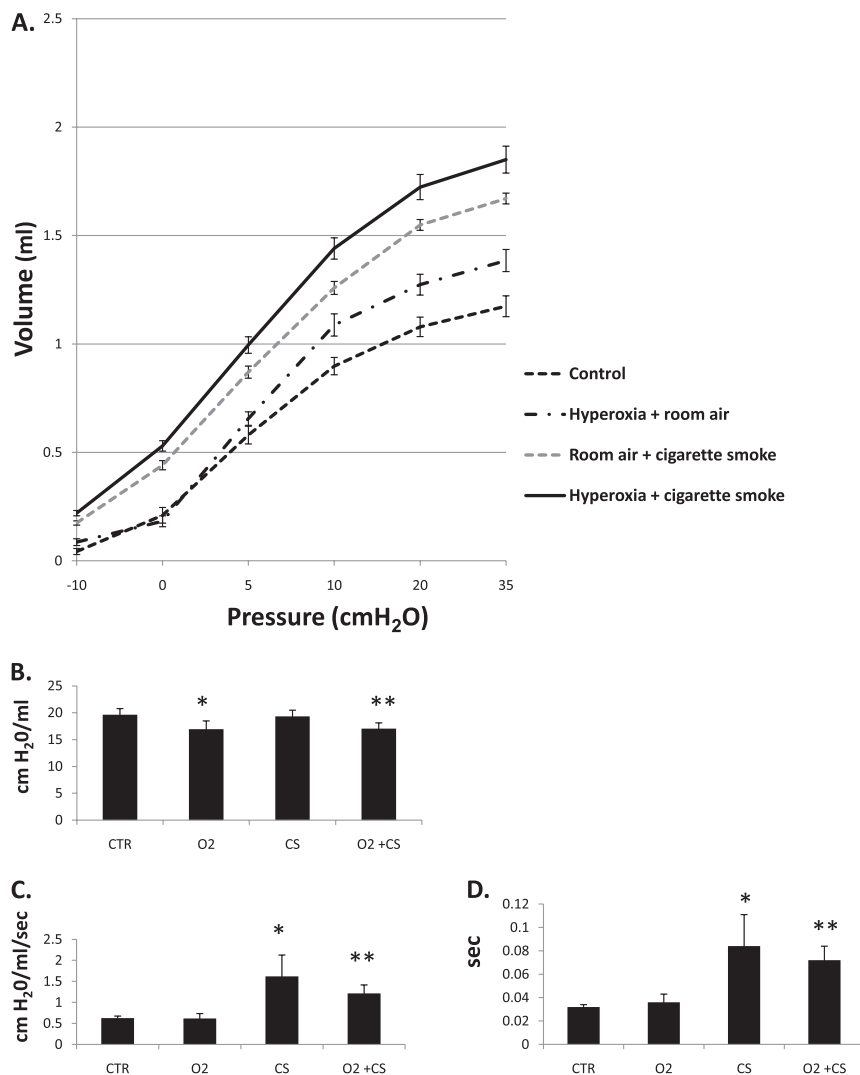 A.
2.5
2
1.5
1
0.5
0
Volume (ml)
-10 0 5 10 20 35
Pressure (cmH₂O)
Control
Hyperoxia + room air
Room air + cigarette smoke
Hyperoxia + cigarette smoke
B.
25
20
15
10
5
0
cm H₂0/ml
*
**
CTR O2 CS O2 +CS
C.
2.5
2
1.5
1
0.5
0
cm H₂0/ml/sec
*
**
CTR O2 CS O2 +CS
D.
0.12
0.1
0.08
0.06
0.04
0.02
0
sec
*
**
CTR O2 CS O2 +CS